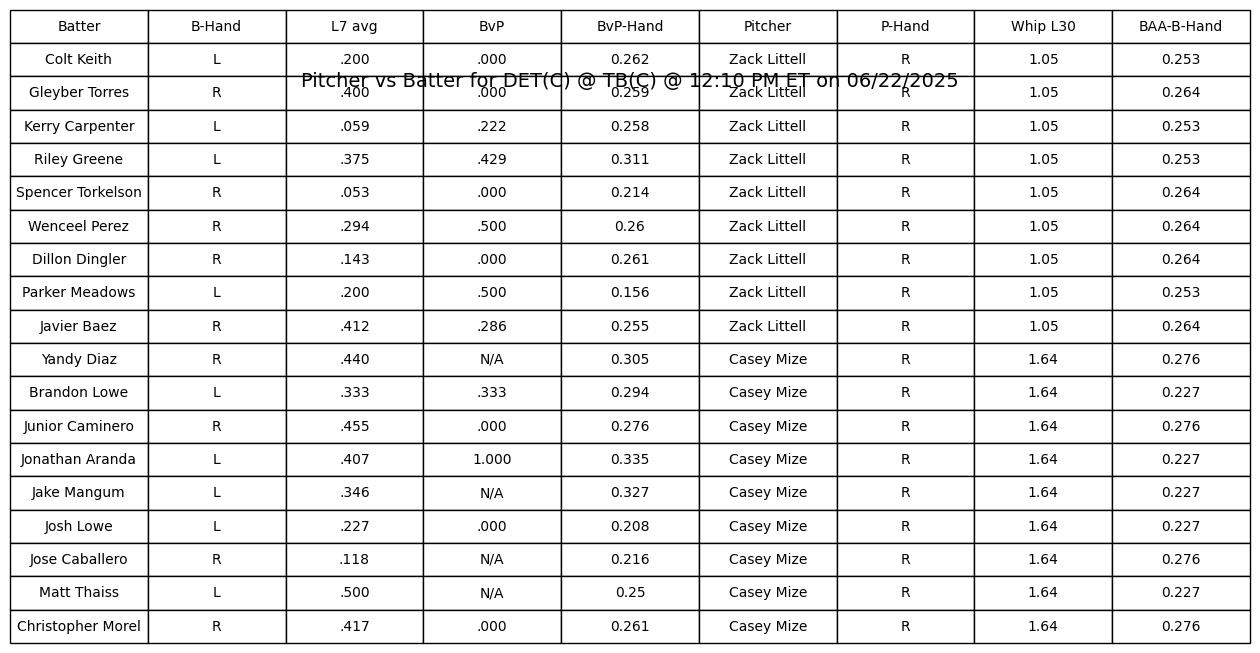 Batter B-Hand L7 avg BvP BvP-Hand Pitcher P-Hand Whip L30 BAA-B-Hand
Colt Keith L .200 .000 0.262 Zack Littell R 1.05 0.253
Pitcher vs Batter for DET(C) @ TB(C) @ 12:10 PM ET on 06/22/2025
Gleyber Torres R .400 .000 0.259 Zack Littell R 1.05 0.264
Kerry Carpenter L .059 .222 0.258 Zack Littell R 1.05 0.253
Riley Greene L .375 .429 0.311 Zack Littell R 1.05 0.253
Spencer Torkelson R .053 .000 0.214 Zack Littell R 1.05 0.264
Wenceel Perez R .294 .500 0.26 Zack Littell R 1.05 0.264
Dillon Dingler R .143 .000 0.261 Zack Littell R 1.05 0.264
Parker Meadows L .200 .500 0.156 Zack Littell R 1.05 0.253
Javier Baez R .412 .286 0.255 Zack Littell R 1.05 0.264
Yandy Diaz R .440 N/A 0.305 Casey Mize R 1.64 0.276
Brandon Lowe L .333 .333 0.294 Casey Mize R 1.64 0.227
Junior Caminero R .455 .000 0.276 Casey Mize R 1.64 0.276
Jonathan Aranda L .407 1.000 0.335 Casey Mize R 1.64 0.227
Jake Mangum L .346 N/A 0.327 Casey Mize R 1.64 0.227
Josh Lowe L .227 .000 0.208 Casey Mize R 1.64 0.227
Jose Caballero R .118 N/A 0.216 Casey Mize R 1.64 0.276
Matt Thaiss L .500 N/A 0.25 Casey Mize R 1.64 0.227
Christopher Morel R .417 .000 0.261 Casey Mize R 1.64 0.276